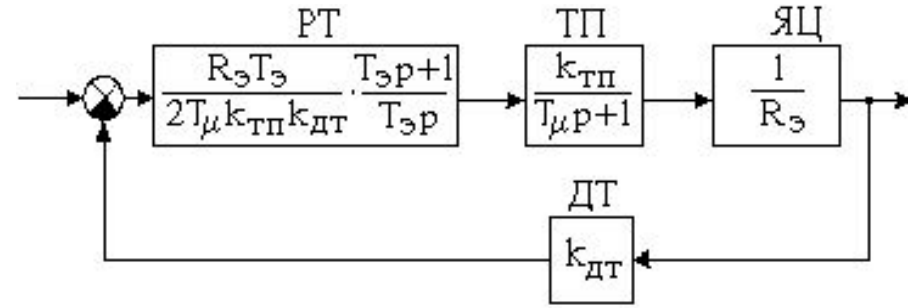 РТ ТП ЯЦ
RэTэ / 2Tμkтпkдт · Tэp+1 / Tэp
kтп / Tμp+1
1 / Rэ
ДТ
kдт